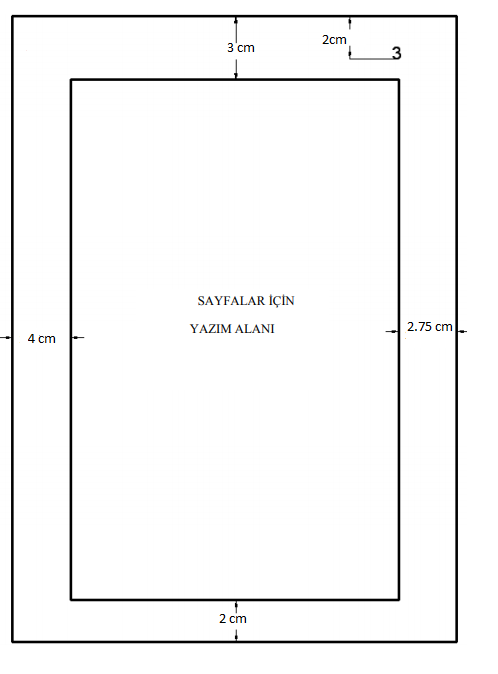 2cm
3 cm
3
SAYFALAR İÇİN
YAZIM ALANI
4 cm
2.75 cm
2 cm